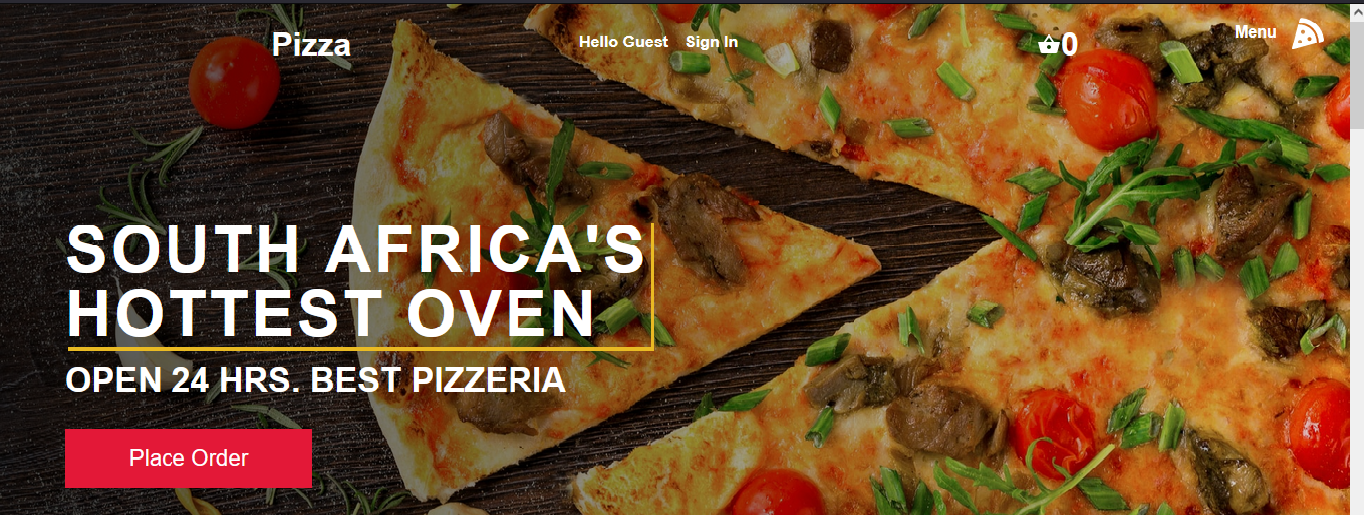 Pizza
Hello Guest Sign In
0
Menu
SOUTH AFRICA'S
HOTTEST OVEN
OPEN 24 HRS. BEST PIZZERIA
Place Order